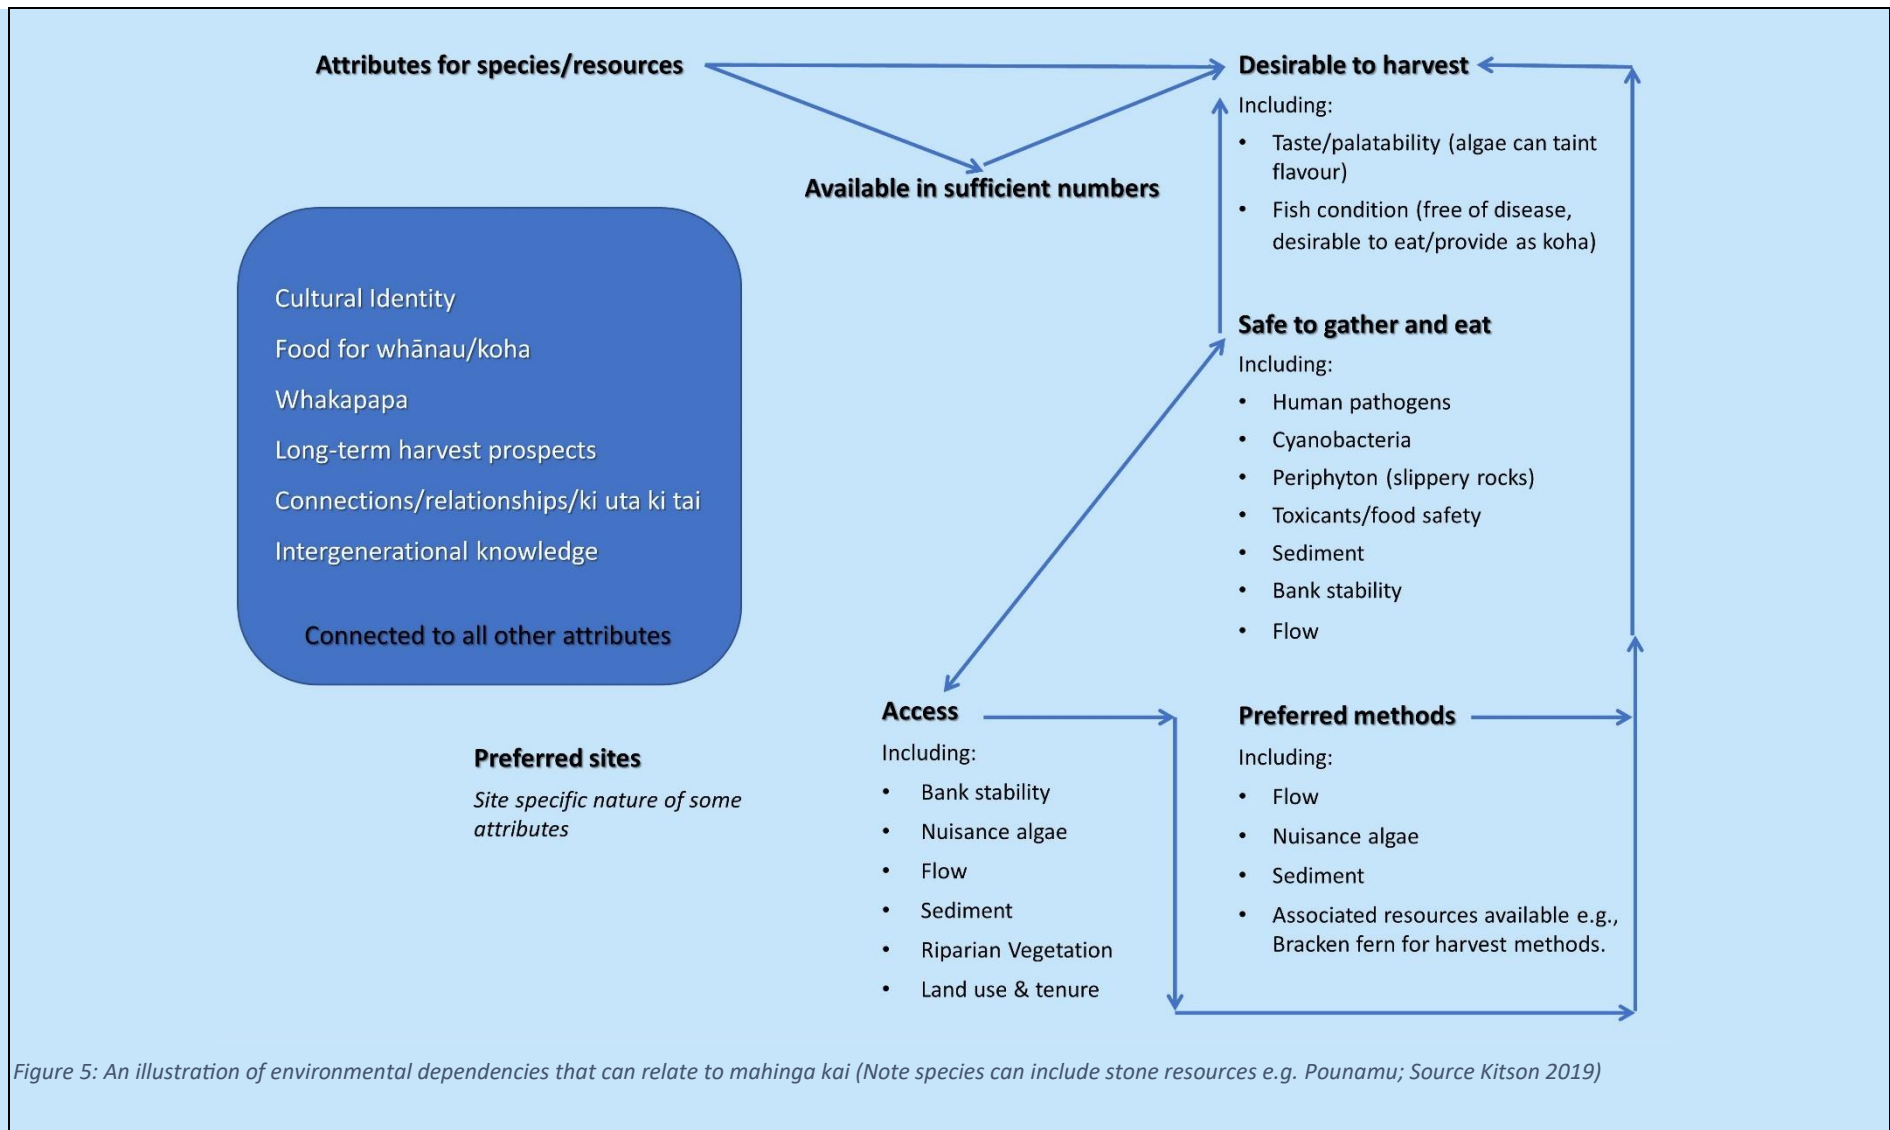 Attributes for species/resources
Available in sufficient numbers
Desirable to harvest
Including:
• Taste/palatability (algae can taint
flavour)
• Fish condition (free of disease,
desirable to eat/provide as koha)
Cultural Identity
Food for whānau/koha
Whakapapa
Long-term harvest prospects
Connections/relationships/ki uta ki tai
Intergenerational knowledge
Connected to all other attributes
Safe to gather and eat
Including:
• Human pathogens
• Cyanobacteria
• Periphyton (slippery rocks)
• Toxicants/food safety
• Sediment
• Bank stability
• Flow
Preferred sites
Site specific nature of some
attributes
Access
Including:
• Bank stability
• Nuisance algae
• Flow
• Sediment
• Riparian Vegetation
• Land use & tenure
Preferred methods
Including:
• Flow
• Nuisance algae
• Sediment
• Associated resources available e.g.,
Bracken fern for harvest methods.
Figure 5: An illustration of environmental dependencies that can relate to mahinga kai (Note species can include stone resources e.g. Pounamu; Source Kitson 2019)